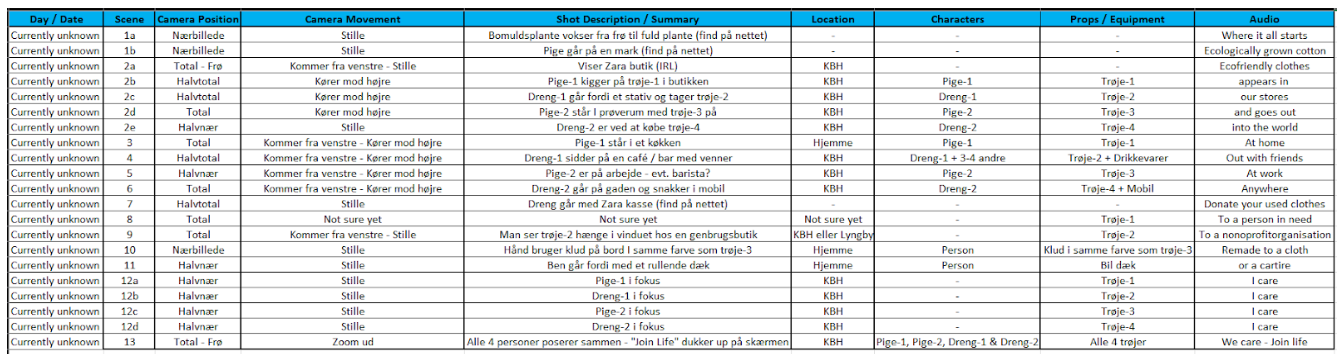 Day / Date Scene Camera Position Camera Movement Shot Description / Summary Location Characters Props / Equipment Audio
Currently unknown 1a Nærbillede Stille Bomuldsplante vokser fra frø til fuld plante (find på nettet) - - - Where it all starts
Currently unknown 1b Nærbillede Stille Pige går på en mark (find på nettet) - - - Ecologically grown cotton
Currently unknown 2a Total - Frø Kommer fra venstre - Stille Viser Zara butik (IRL) KBH - - Ecofriendly clothes
Currently unknown 2b Halvtotal Kører mod højre Pige-1 kigger på trøje-1 i butikken KBH Pige-1 Trøje-1 appears in
Currently unknown 2c Halvtotal Kører mod højre Dreng-1 går fordi et stativ og tager trøje-2 KBH Dreng-1 Trøje-2 our stores
Currently unknown 2d Total Kører mod højre Pige-2 står I prøverum med trøje-3 på KBH Pige-2 Trøje-3 and goes out
Currently unknown 2e Halvnær Stille Dreng-2 er ved at købe trøje-4 KBH Dreng-2 Trøje-4 into the world
Currently unknown 3 Total Kommer fra venstre - Kører mod højre Pige-1 står i et køkken Hjemme Pige-1 Trøje-1 At home
Currently unknown 4 Halvtotal Kommer fra venstre - Kører mod højre Dreng-1 sidder på en café / bar med venner KBH Dreng-1 + 3-4 andre Trøje-2 + Drikkevarer Out with friends
Currently unknown 5 Halvnær Kommer fra venstre - Kører mod højre Pige-2 er på arbejde - evt. barista? KBH Pige-2 Trøje-3 At work
Currently unknown 6 Total Kommer fra venstre - Kører mod højre Dreng-2 går på gaden og snakker i mobil KBH Dreng-2 Trøje-4 + Mobil Anywhere
Currently unknown 7 Halvtotal Stille Dreng går med Zara kasse (find på nettet) - - - Donate your used clothes
Currently unknown 8 Total Not sure yet Not sure yet Not sure yet - Trøje-1 To a person in need
Currently unknown 9 Total Kommer fra venstre - Stille Man ser trøje-2 hænge i vinduet hos en genbrugsbutik KBH eller Lyngby - Trøje-2 To a nonoprofitorganisation
Currently unknown 10 Nærbillede Stille Hånd bruger klud på bord I samme farve som trøje-3 Hjemme Person Klud i samme farve som trøje-3 Remade to a cloth
Currently unknown 11 Halvnær Stille Ben går fordi med et rullende dæk Hjemme Person Bil dæk or a cartire
Currently unknown 12a Halvnær Stille Pige-1 i fokus KBH - Trøje-1 I care
Currently unknown 12b Halvnær Stille Dreng-1 i fokus KBH - Trøje-2 I care
Currently unknown 12c Halvnær Stille Pige-2 i fokus KBH - Trøje-3 I care
Currently unknown 12d Halvnær Stille Dreng-2 i fokus KBH - Trøje-4 I care
Currently unknown 13 Total - Frø Zoom ud Alle 4 personer poserer sammen - "Join Life" dukker up på skærmen KBH Pige-1, Pige-2, Dreng-1 & Dreng-2 Alle 4 trøjer We care - Join life